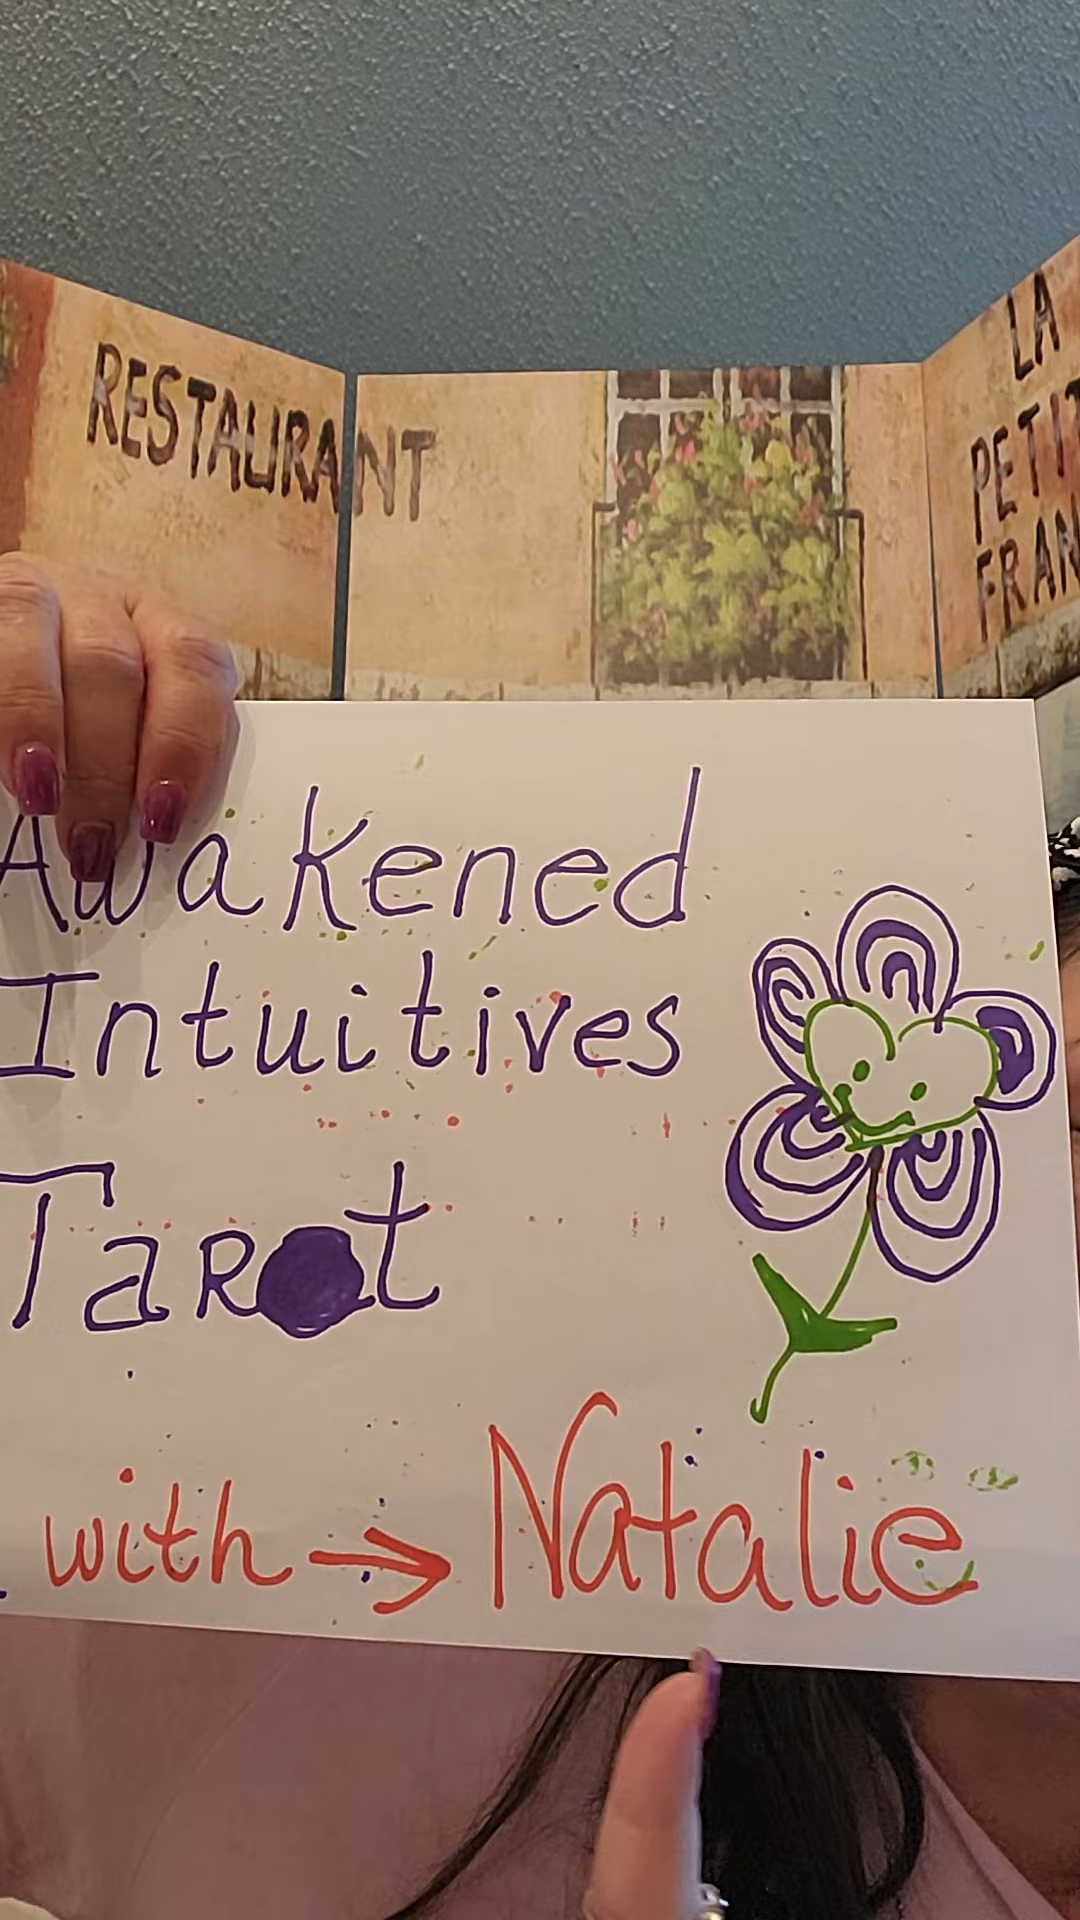 RESTAURANT
LA
PETIT
FRAN
Awakened
Intuitives
Tarot
with → Natalie